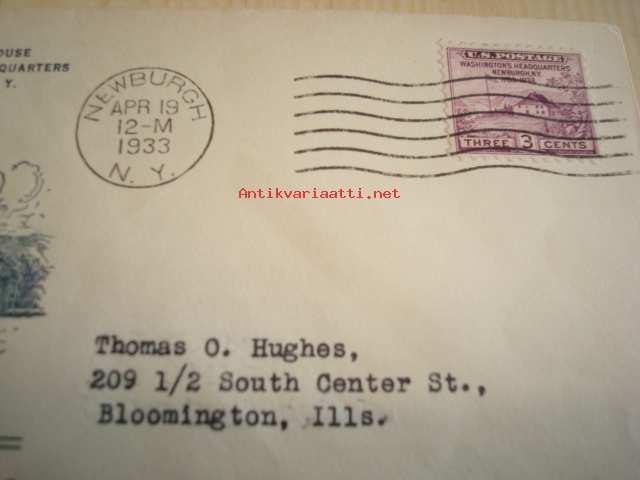 OUSE
QUARTERS
Y.
NEWBURGH
APR 19
12-M
1933
N. Y.
U.S. POSTAGE
WASHINGTON'S HEADQUARTERS
NEWBURGH, N.Y.
THREE 3 CENTS
Antikvariaatti.net
Thomas O. Hughes,
209 1/2 South Center St.,
Bloomington, Ills.